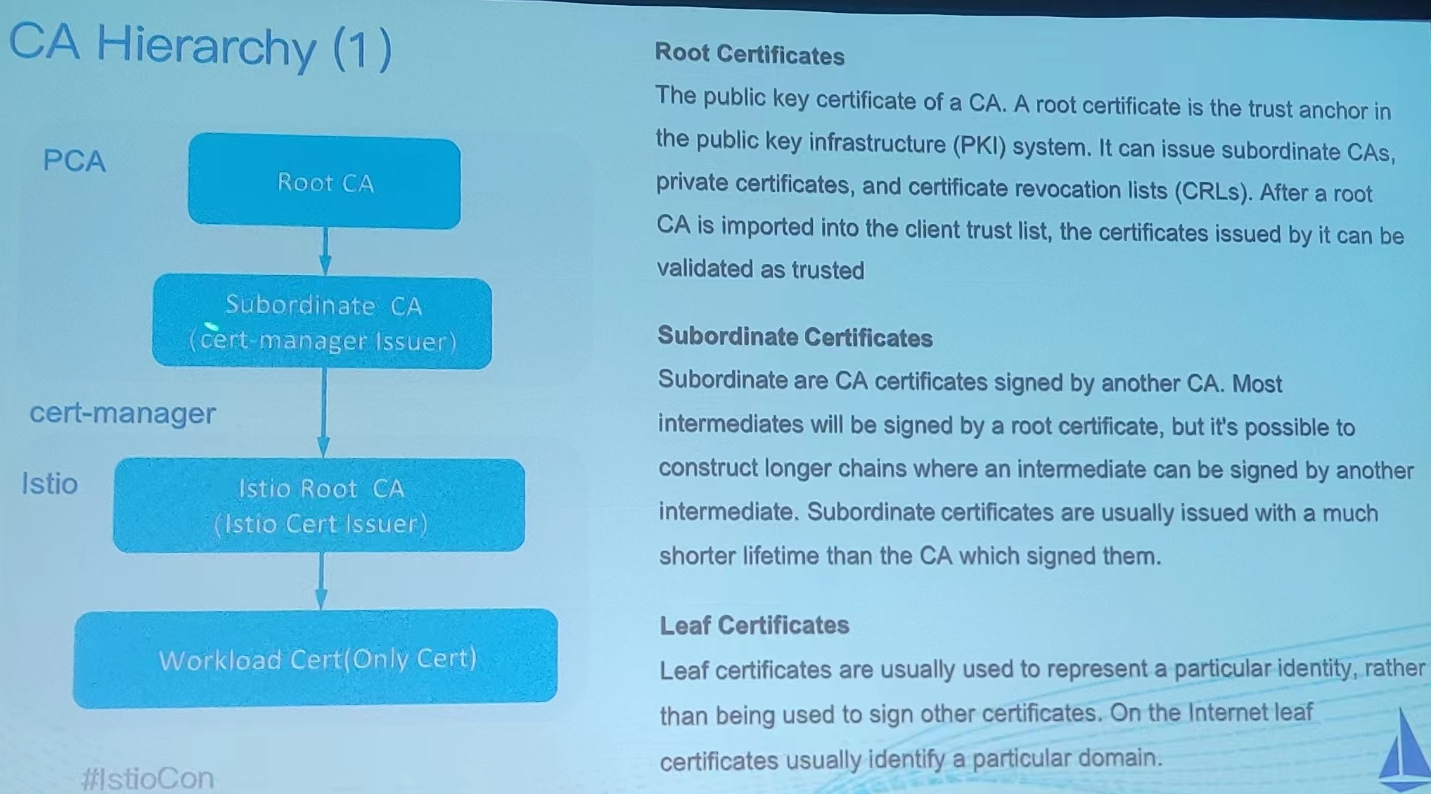 CA Hierarchy (1)
PCA
Root CA
Subordinate CA
(cert-manager Issuer)
cert-manager
Istio
Istio Root CA
(Istio Cert Issuer)
Workload Cert(Only Cert)
#IstioCon
Root Certificates
The public key certificate of a CA. A root certificate is the trust anchor in
the public key infrastructure (PKI) system. It can issue subordinate CAs,
private certificates, and certificate revocation lists (CRLs). After a root
CA is imported into the client trust list, the certificates issued by it can be
validated as trusted
Subordinate Certificates
Subordinate are CA certificates signed by another CA. Most
intermediates will be signed by a root certificate, but it's possible to
construct longer chains where an intermediate can be signed by another
intermediate. Subordinate certificates are usually issued with a much
shorter lifetime than the CA which signed them.
Leaf Certificates
Leaf certificates are usually used to represent a particular identity, rather
than being used to sign other certificates. On the Internet leaf
certificates usually identify a particular domain.